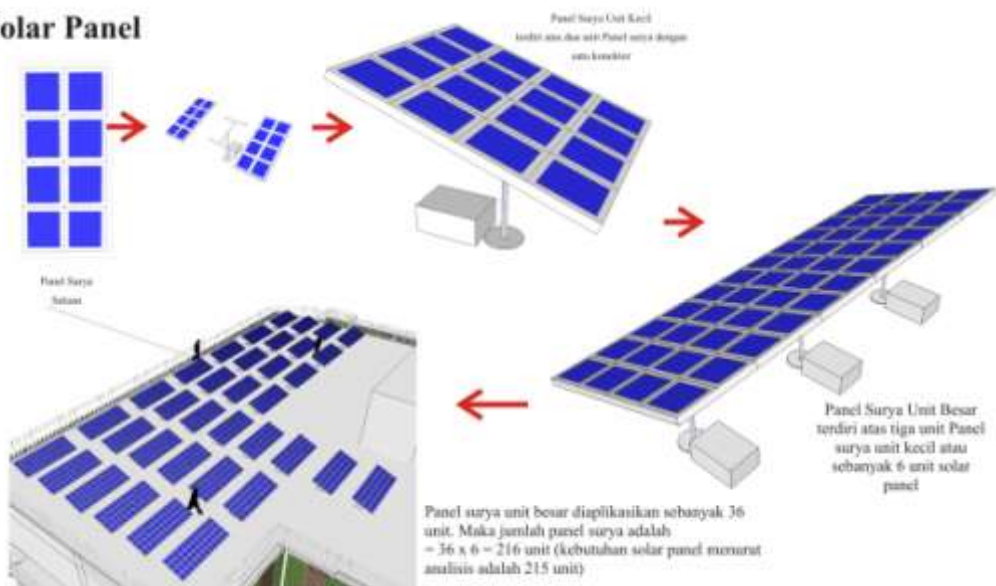 olar Panel
Panel Surya Unit Kecil
terdiri atas dua unit Panel surya dengan
satu konektor
Panel Surya
Satuan
Panel Surya Unit Besar
terdiri atas tiga unit Panel
surya unit kecil atau
sebanyak 6 unit solar
panel
Panel surya unit besar diaplikasikan sebanyak 36
unit. Maka jumlah panel surya adalah
= 36 x 6 = 216 unit (kebutuhan solar panel menurut
analisis adalah 215 unit)